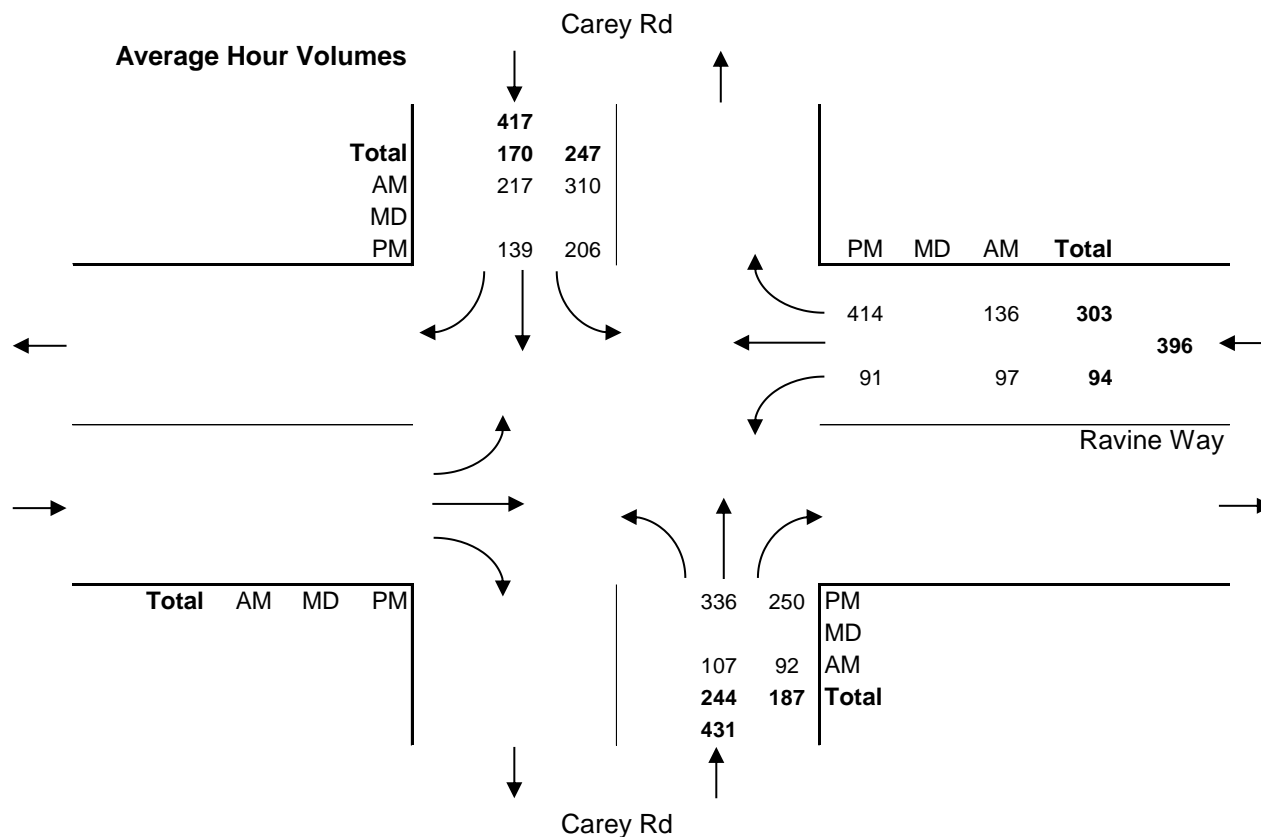 Carey Rd
Average Hour Volumes
417
Total 170 247
AM 217 310
MD
PM 139 206
PM MD AM Total
414 136 303
396
91 97 94
Ravine Way
Total AM MD PM
336 250 PM
MD
107 92 AM
244 187 Total
431
Carey Rd